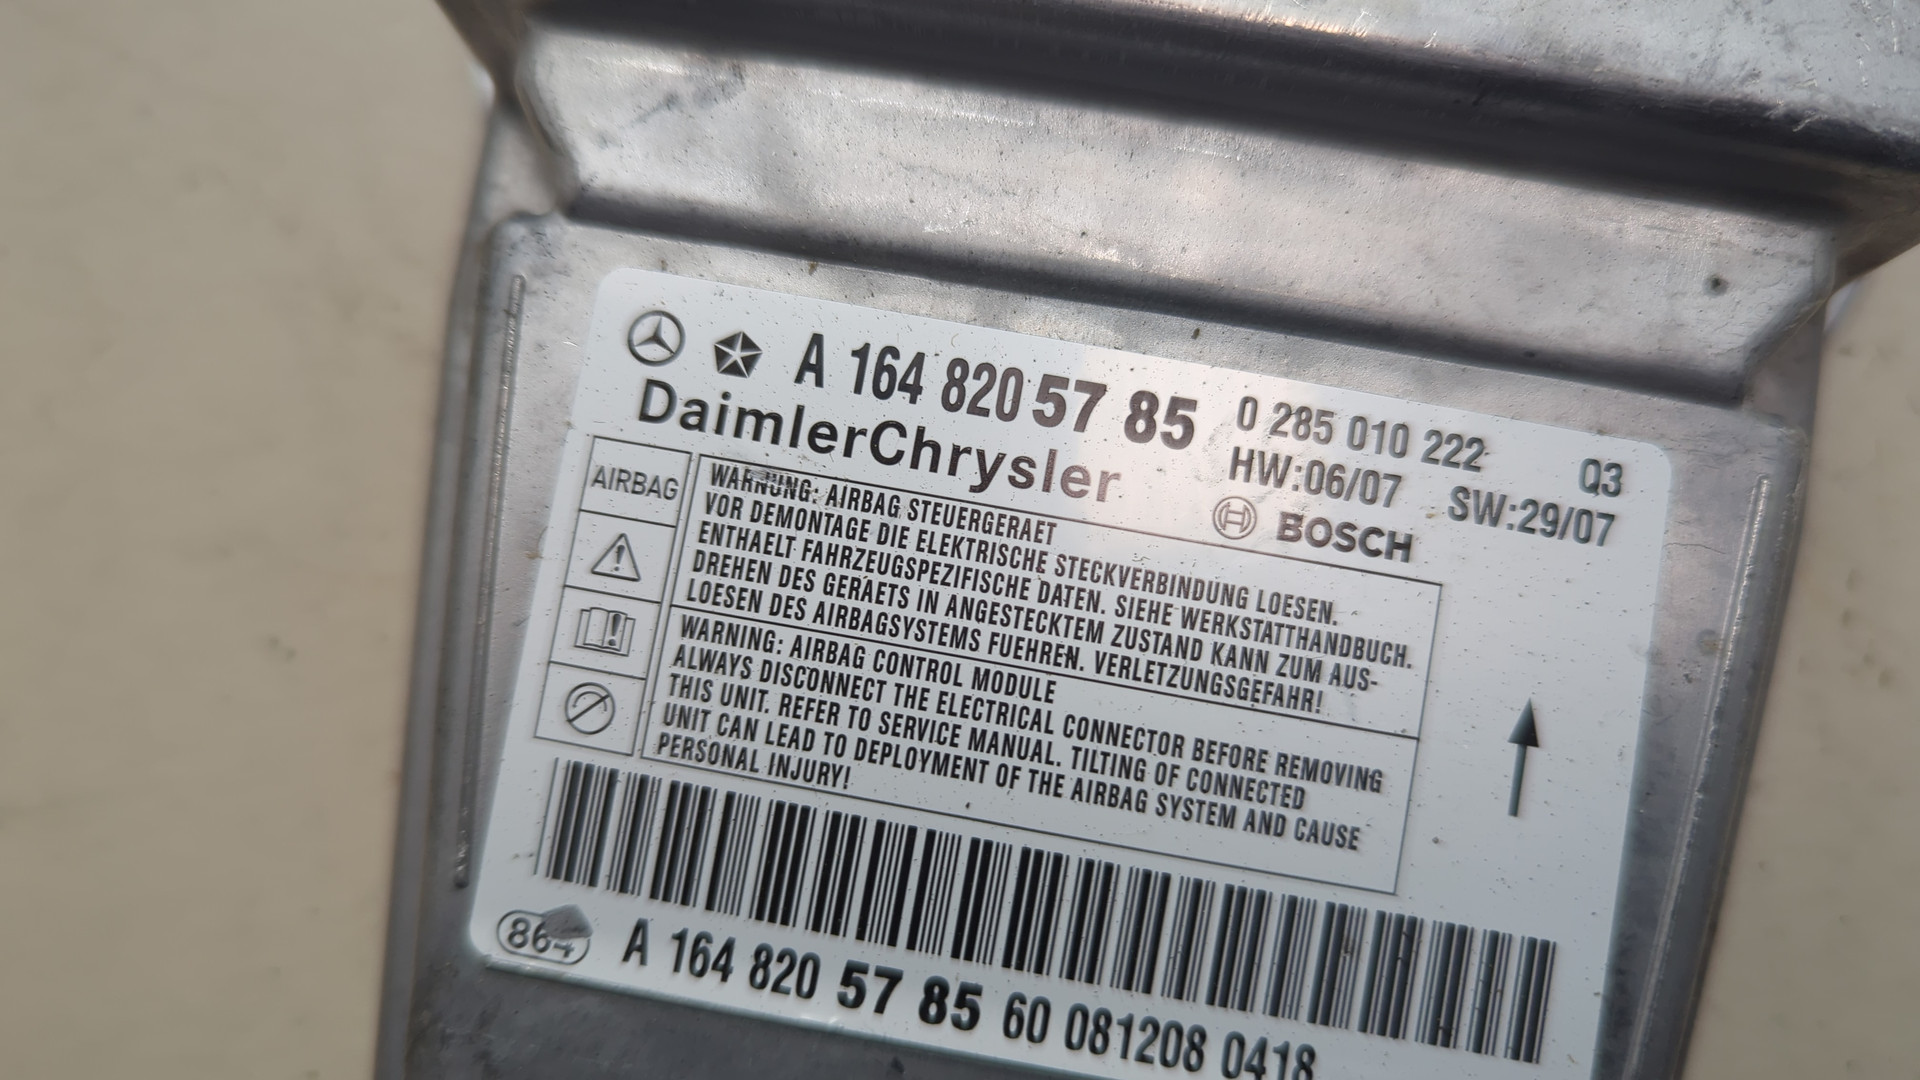 A 164 820 57 85
0 285 010 222 Q3
DaimlerChrysler
HW:06/07 SW:29/07
BOSCH
AIRBAG
WARNUNG: AIRBAG STEUERGERAET
VOR DEMONTAGE DIE ELEKTRISCHE STECKVERBINDUNG LOESEN.
ENTHAELT FAHRZEUGSPEZIFISCHE DATEN. SIEHE WERKSTATTHANDBUCH.
DREHEN DES GERAETS IN ANGESTECKTEM ZUSTAND KANN ZUM AUS-
LOESEN DES AIRBAGSYSTEMS FUEHREN. VERLETZUNGSGEFAHR!
WARNING: AIRBAG CONTROL MODULE
ALWAYS DISCONNECT THE ELECTRICAL CONNECTOR BEFORE REMOVING
THIS UNIT. REFER TO SERVICE MANUAL. TILTING OF CONNECTED
UNIT CAN LEAD TO DEPLOYMENT OF THE AIRBAG SYSTEM AND CAUSE
PERSONAL INJURY!
864
A 164 820 57 85 60 081208 0418